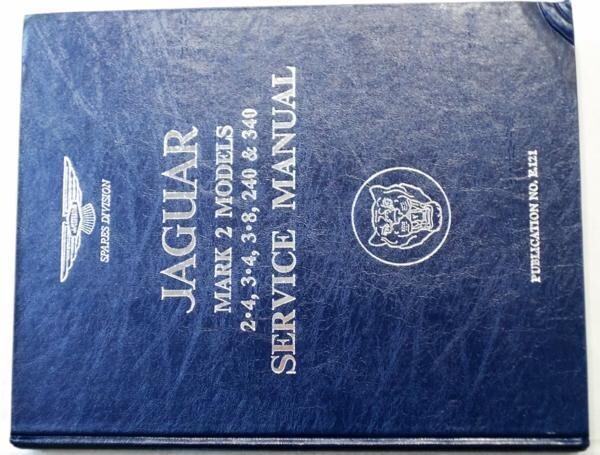 SPARES DIVISION
JAGUAR
MARK 2 MODELS
2·4, 3·4, 3·8, 240 & 340
SERVICE MANUAL
PUBLICATION NO. E.121